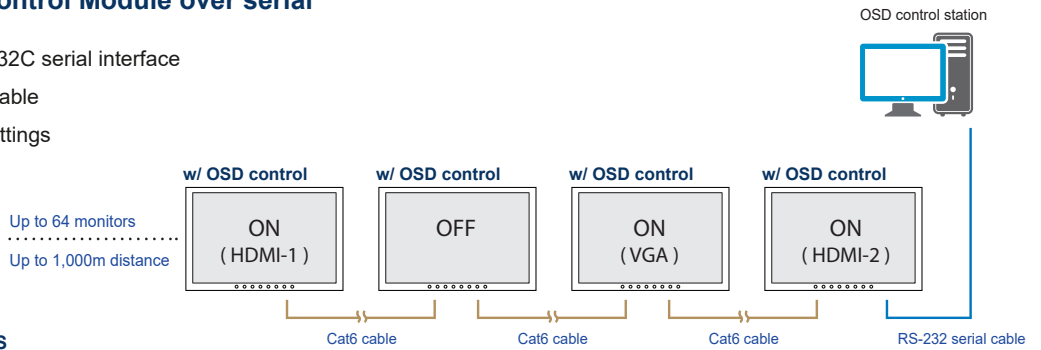 ontrol Module over serial
OSD control station
32C serial interface
able
ttings
w/ OSD control
w/ OSD control
w/ OSD control
w/ OSD control
Up to 64 monitors
Up to 1,000m distance
ON
( HDMI-1 )
OFF
ON
( VGA )
ON
( HDMI-2 )
Cat6 cable
Cat6 cable
Cat6 cable
RS-232 serial cable
s